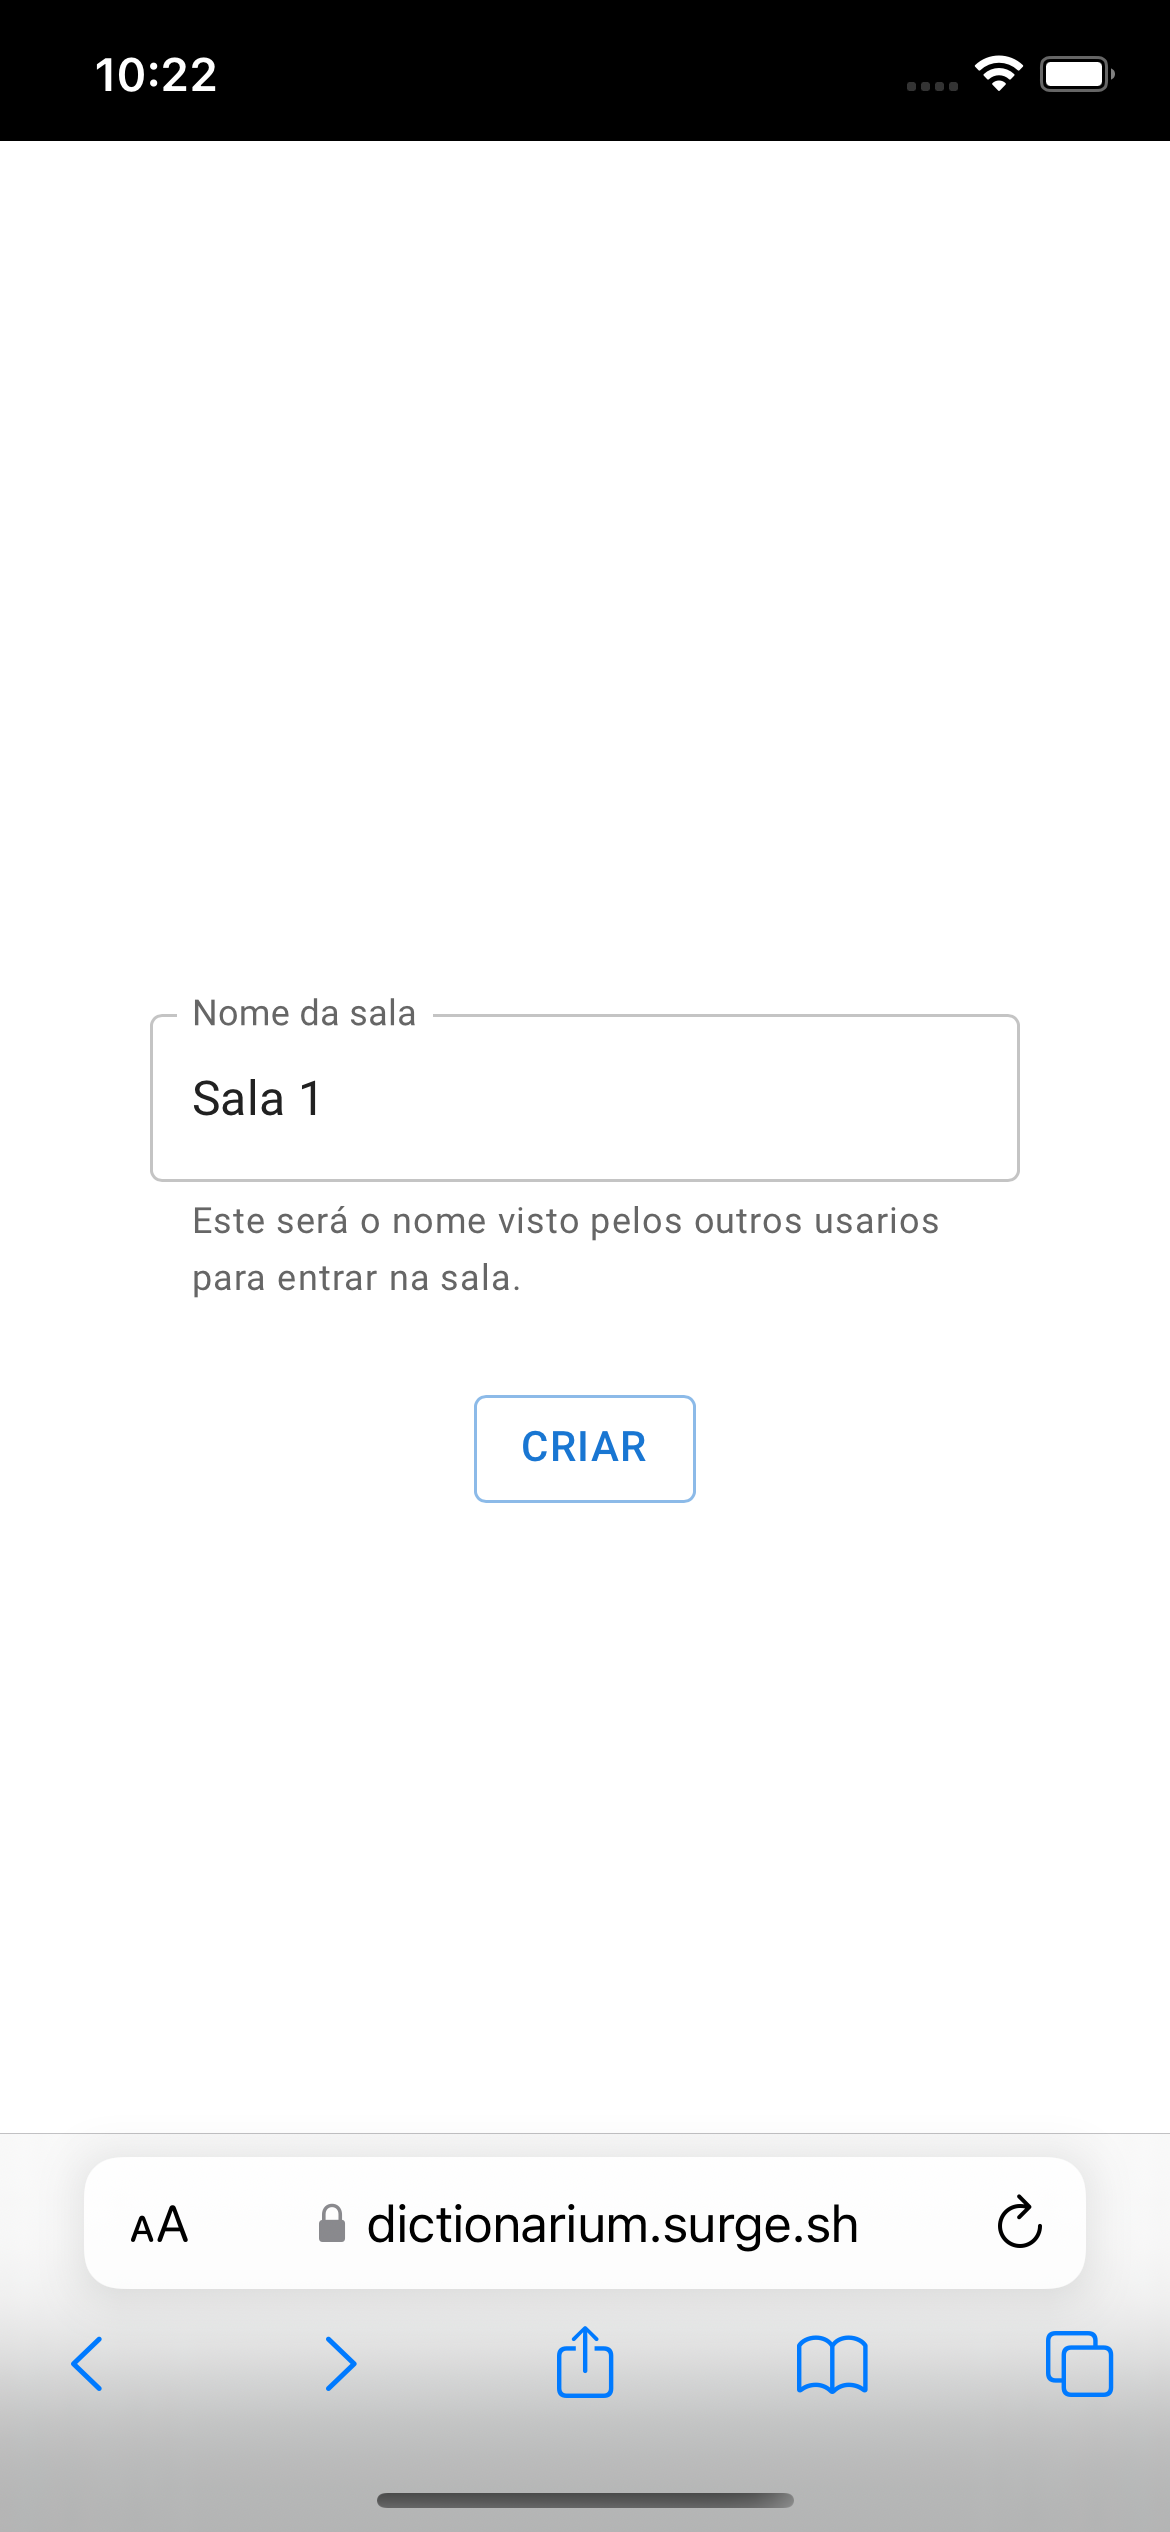 10:22
Nome da sala
Sala 1
Este será o nome visto pelos outros usarios
para entrar na sala.
CRIAR
AA dictionarium.surge.sh